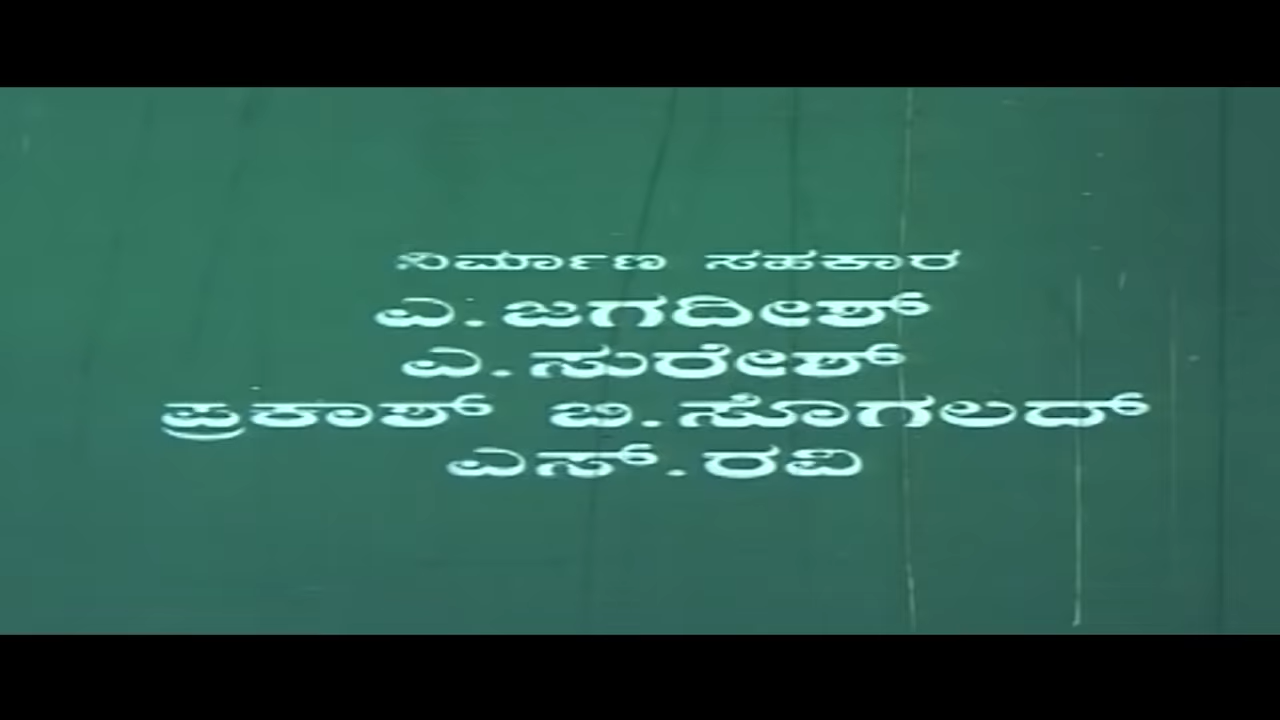 ನಿರ್ಮಾಣ ಸಹಕಾರ
ಎ.ಜಗದೀಶ್
ಎ.ಸುರೇಶ್
ಪ್ರಕಾಶ್ ಬಿ.ಸೊಗಲದ್
ಎಸ್.ರವಿ